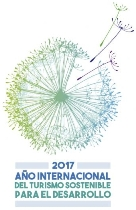 2017
AÑO INTERNACIONAL
DEL TURISMO SOSTENIBLE
PARA EL DESARROLLO